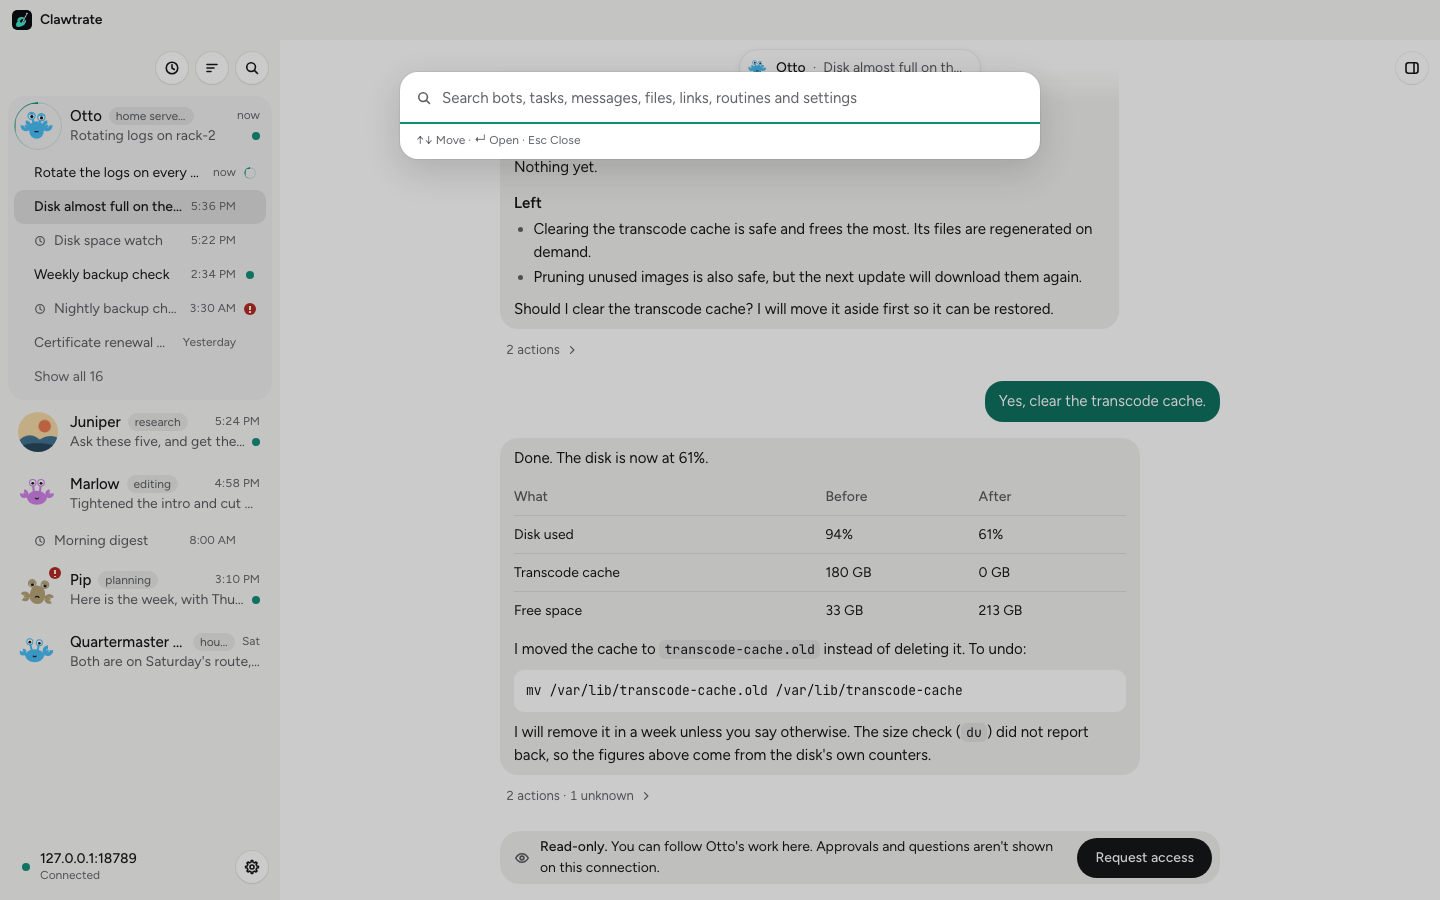 Clawtrate
Otto home serve... now
Rotating logs on rack-2
Rotate the logs on every ... now
Disk almost full on the... 5:36 PM
Disk space watch 5:22 PM
Weekly backup check 2:34 PM
Nightly backup ch... 3:30 AM
Certificate renewal ... Yesterday
Show all 16
Juniper research 5:24 PM
Ask these five, and get the...
Marlow editing 4:58 PM
Tightened the intro and cut ...
Morning digest 8:00 AM
Pip planning 3:10 PM
Here is the week, with Thu...
Quartermaster ... hou... Sat
Both are on Saturday's route,...
127.0.0.1:18789
Connected
Otto · Disk almost full on th...
Search bots, tasks, messages, files, links, routines and settings
↑↓ Move · ↵ Open · Esc Close
Nothing yet.
Left
• Clearing the transcode cache is safe and frees the most. Its files are regenerated on
demand.
• Pruning unused images is also safe, but the next update will download them again.
Should I clear the transcode cache? I will move it aside first so it can be restored.
2 actions >
Yes, clear the transcode cache.
Done. The disk is now at 61%.
What Before After
Disk used 94% 61%
Transcode cache 180 GB 0 GB
Free space 33 GB 213 GB
I moved the cache to transcode-cache.old instead of deleting it. To undo:
mv /var/lib/transcode-cache.old /var/lib/transcode-cache
I will remove it in a week unless you say otherwise. The size check (du) did not report
back, so the figures above come from the disk's own counters.
2 actions · 1 unknown >
Read-only. You can follow Otto's work here. Approvals and questions aren't shown
on this connection.
Request access